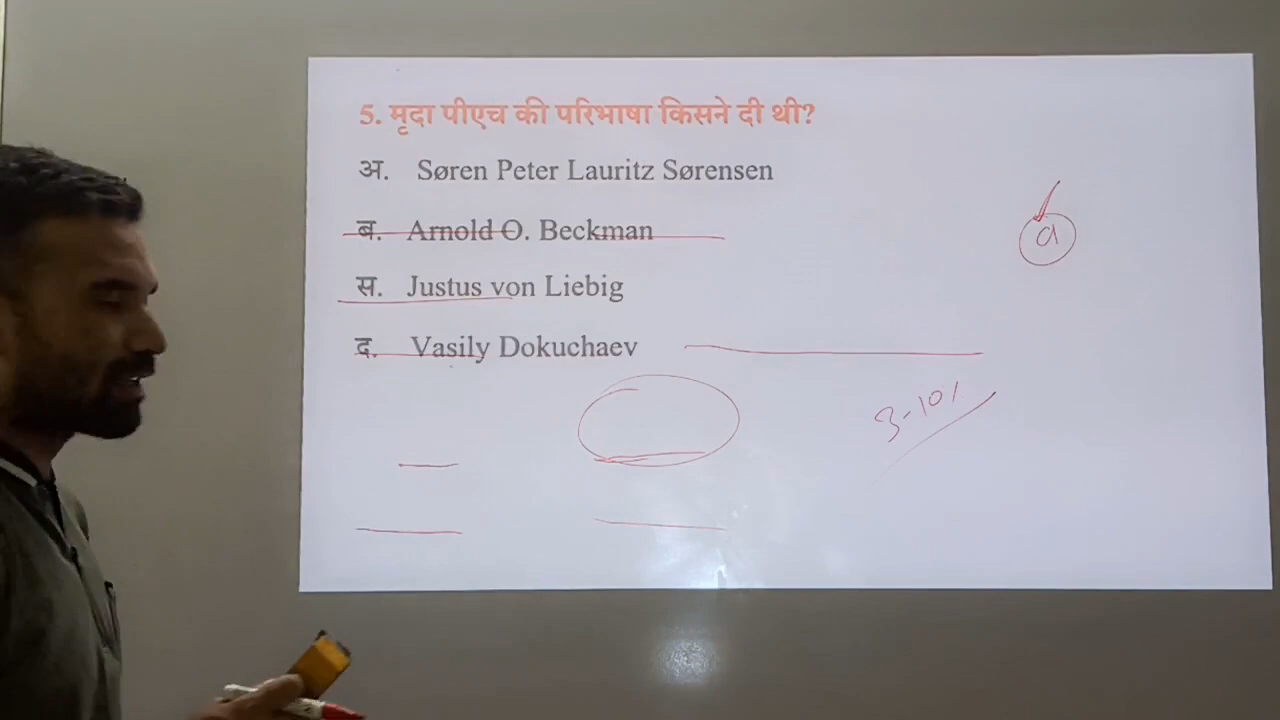 5. मृदा पीएच की परिभाषा किसने दी थी?
अ. Søren Peter Lauritz Sørensen
ब. Arnold O. Beckman
स. Justus von Liebig
द. Vasily Dokuchaev
a
3-10%